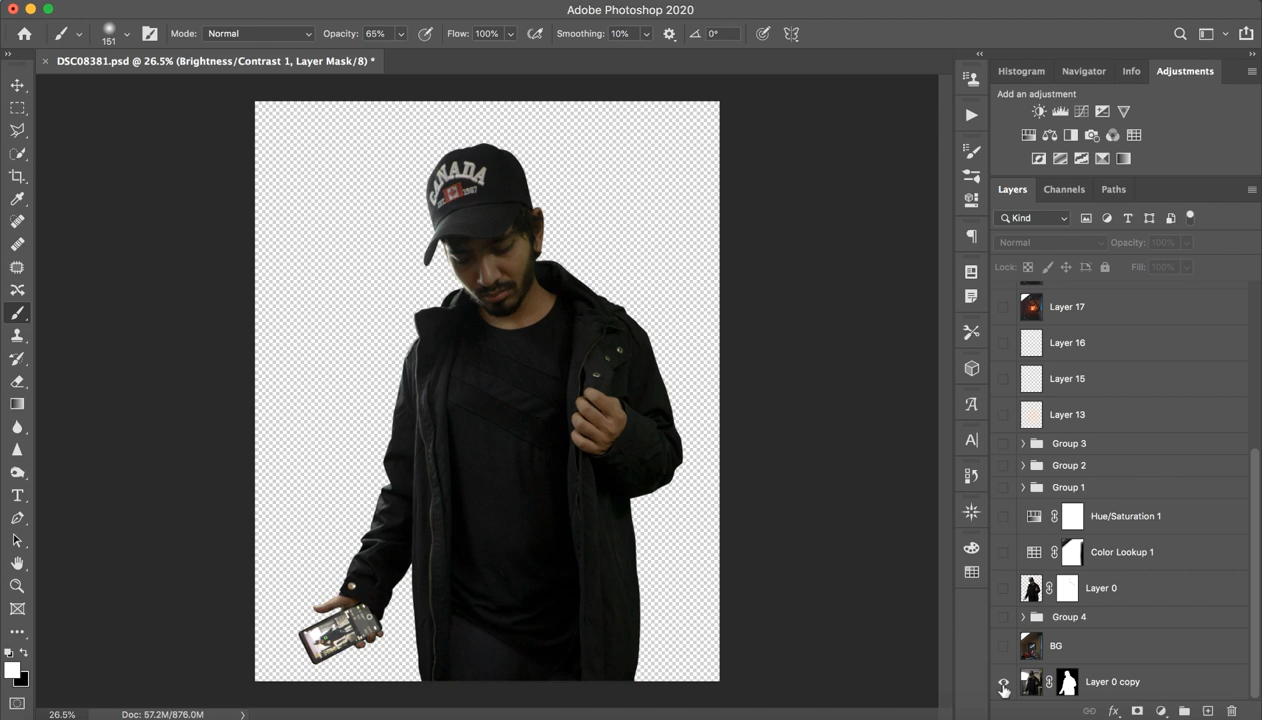 Adobe Photoshop 2020
151 Mode: Normal Opacity: 65% Flow: 100% Smoothing: 10% 0°
DSC08381.psd @ 26.5% (Brightness/Contrast 1, Layer Mask/8) *
Histogram Navigator Info Adjustments
Add an adjustment
Layers Channels Paths
Kind
Normal Opacity: 100%
Lock: Fill: 100%
Layer 17
Layer 16
Layer 15
Layer 13
Group 3
Group 2
Group 1
Hue/Saturation 1
Color Lookup 1
Layer 0
Group 4
BG
Layer 0 copy
CANADA
EST. 1987
26.5% Doc: 57.2M/876.0M